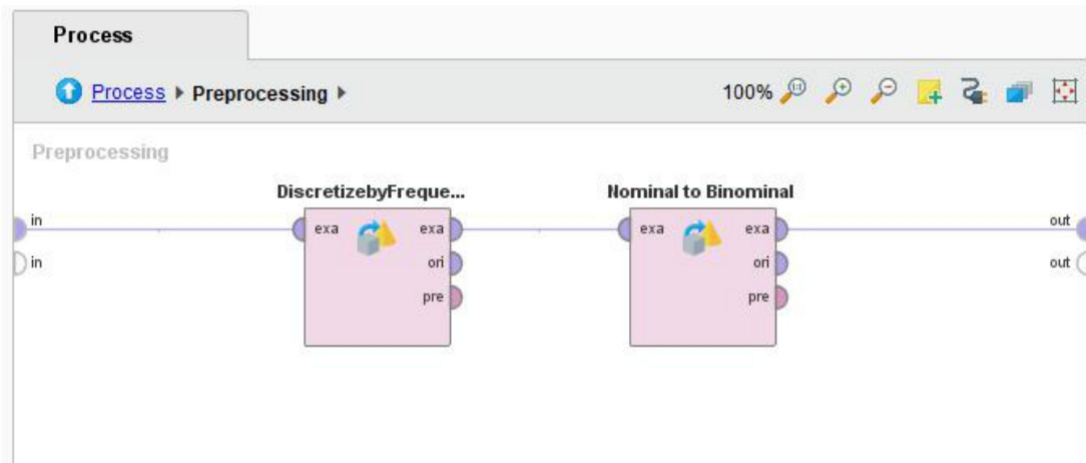 Process
Process ▸ Preprocessing ▸
100%
Preprocessing
DiscretizebyFreque...
Nominal to Binominal
in
exa
exa
exa
exa
out
in
ori
ori
out
pre
pre